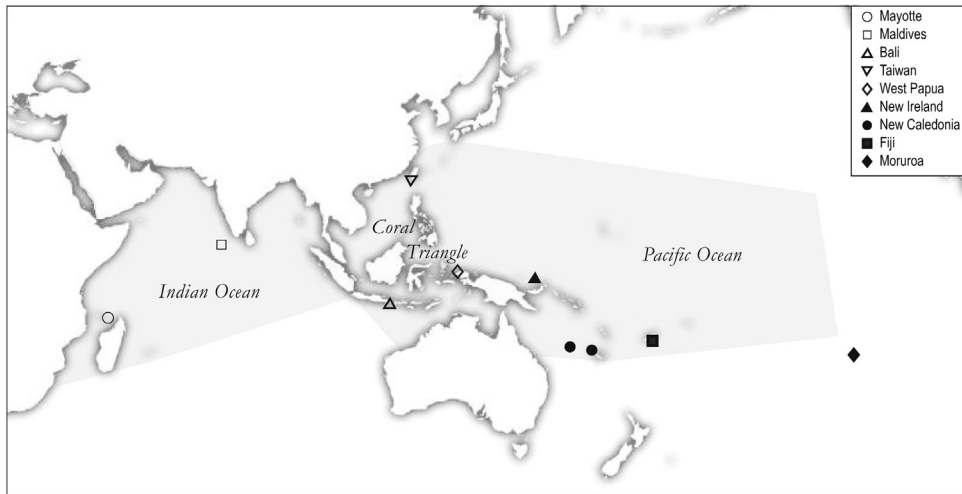 Mayotte
Maldives
Bali
Taiwan
West Papua
New Ireland
New Caledonia
Fiji
Moruroa
Coral
Triangle
Pacific Ocean
Indian Ocean